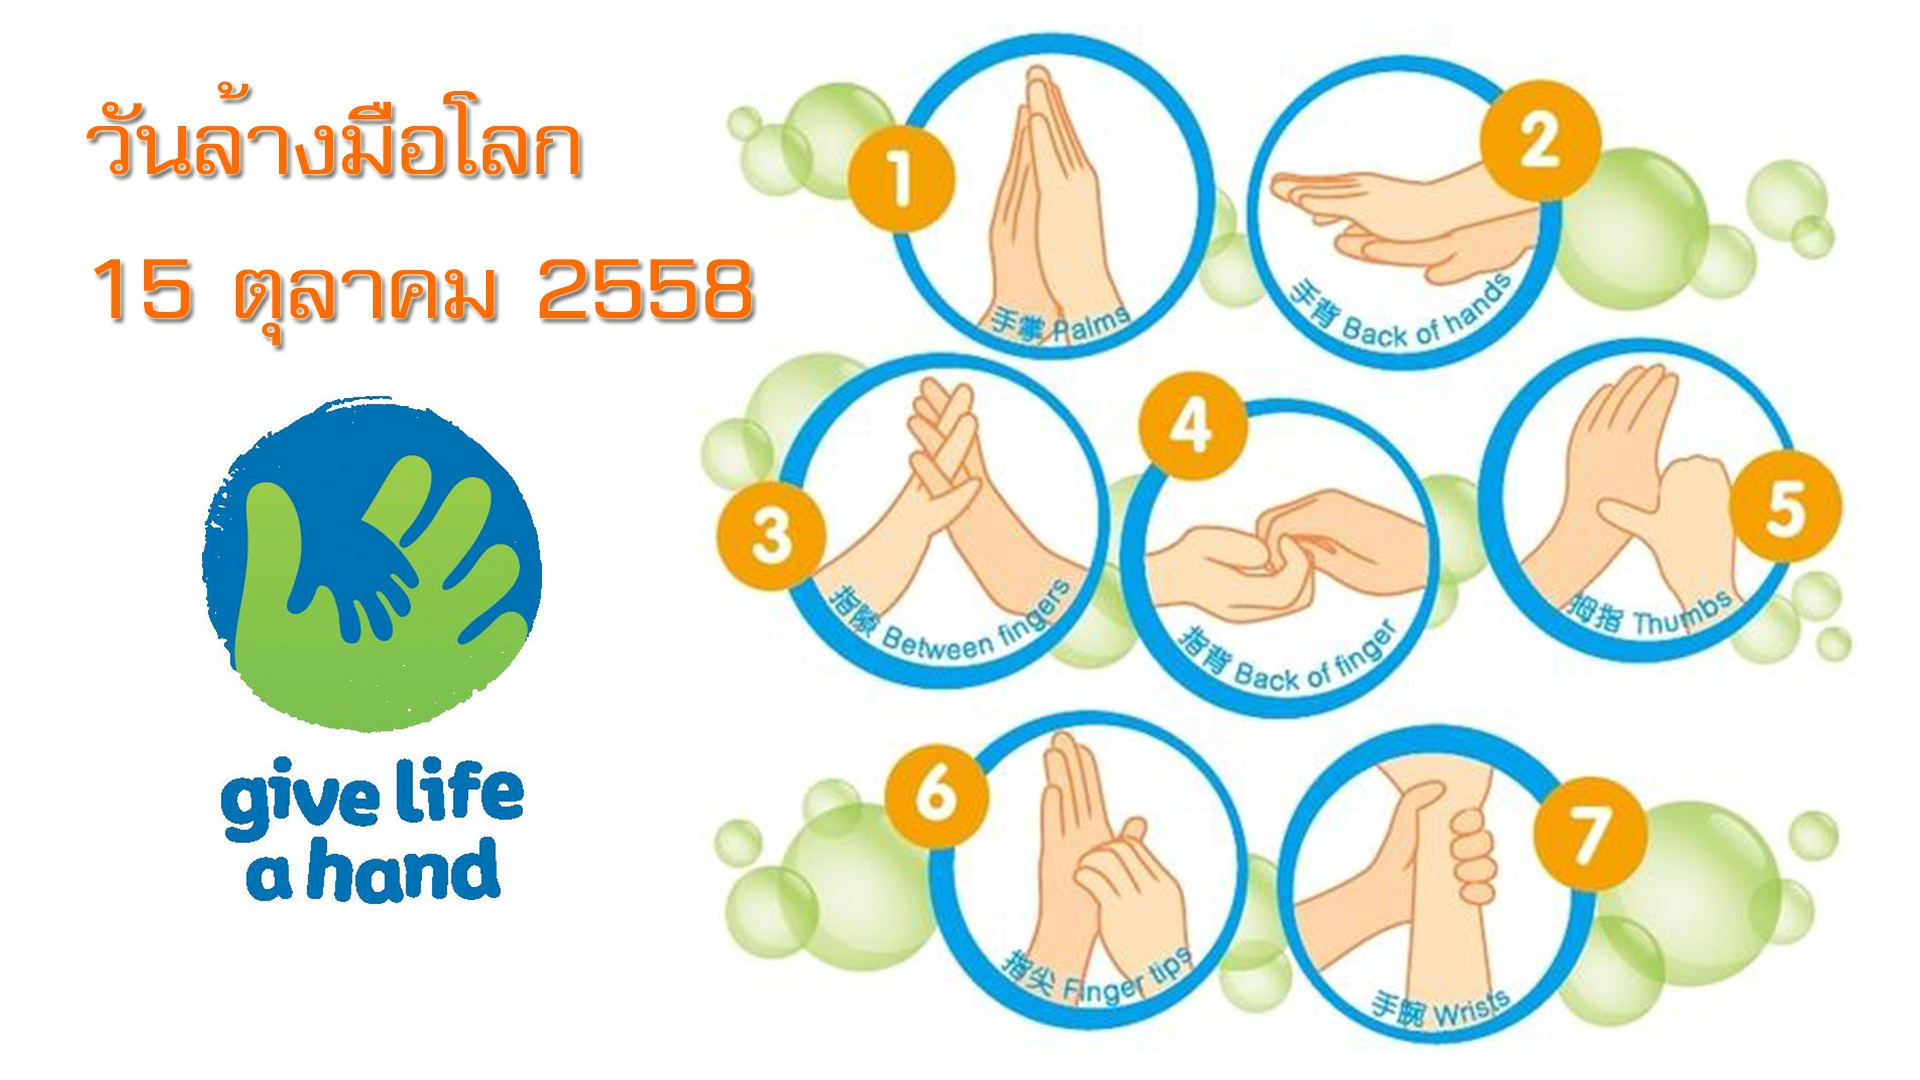 วันล้างมือโลก
15 ตุลาคม 2558
give life
a hand
1
手掌 Palms
2
手背 Back of hands
3
指隙 Between fingers
4
指背 Back of finger
5
拇指 Thumbs
6
指尖 Finger tips
7
手腕 Wrists